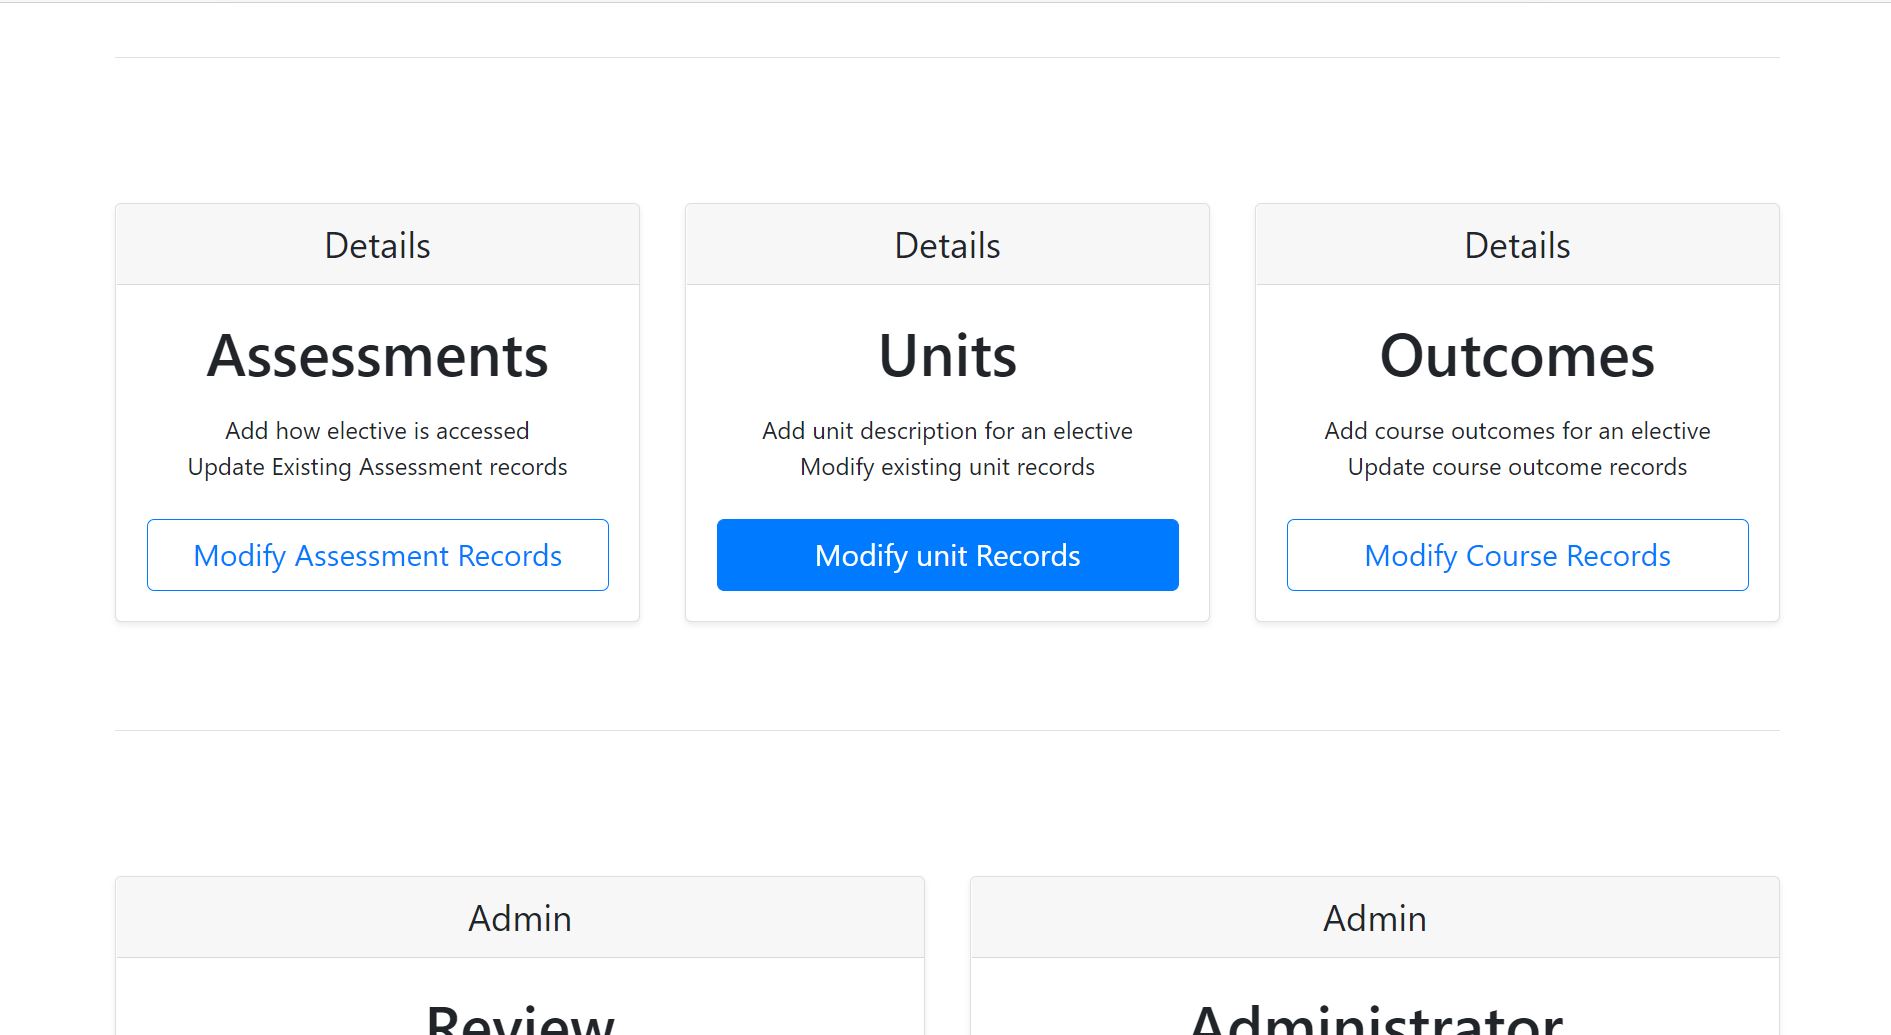 Details
Assessments
Add how elective is accessed
Update Existing Assessment records
Modify Assessment Records
Details
Units
Add unit description for an elective
Modify existing unit records
Modify unit Records
Details
Outcomes
Add course outcomes for an elective
Update course outcome records
Modify Course Records
Admin
Review
Admin
Administrator